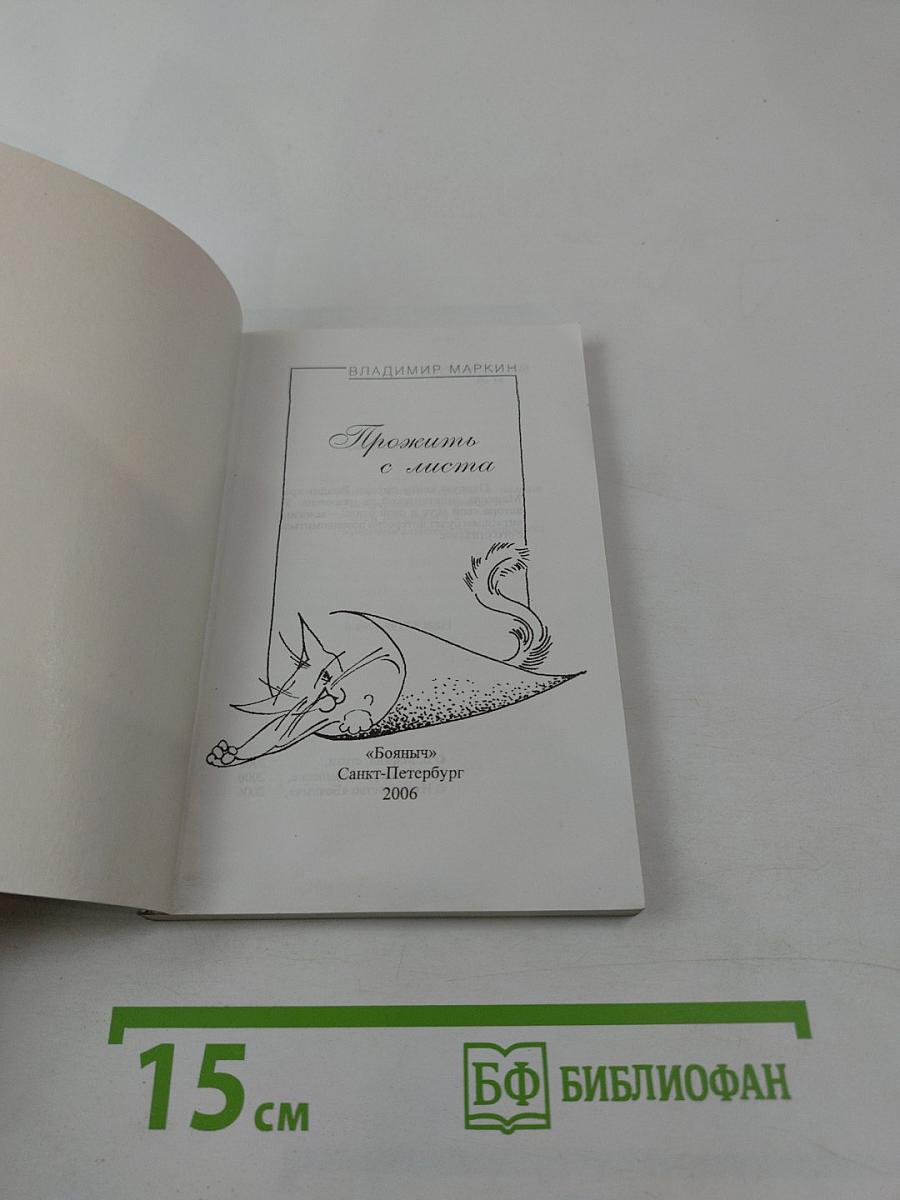 ВЛАДИМИР МАРКИН
Прожить
с листа
«Бояныч»
Санкт-Петербург
2006
15 см
БФ БИБЛИОФАН